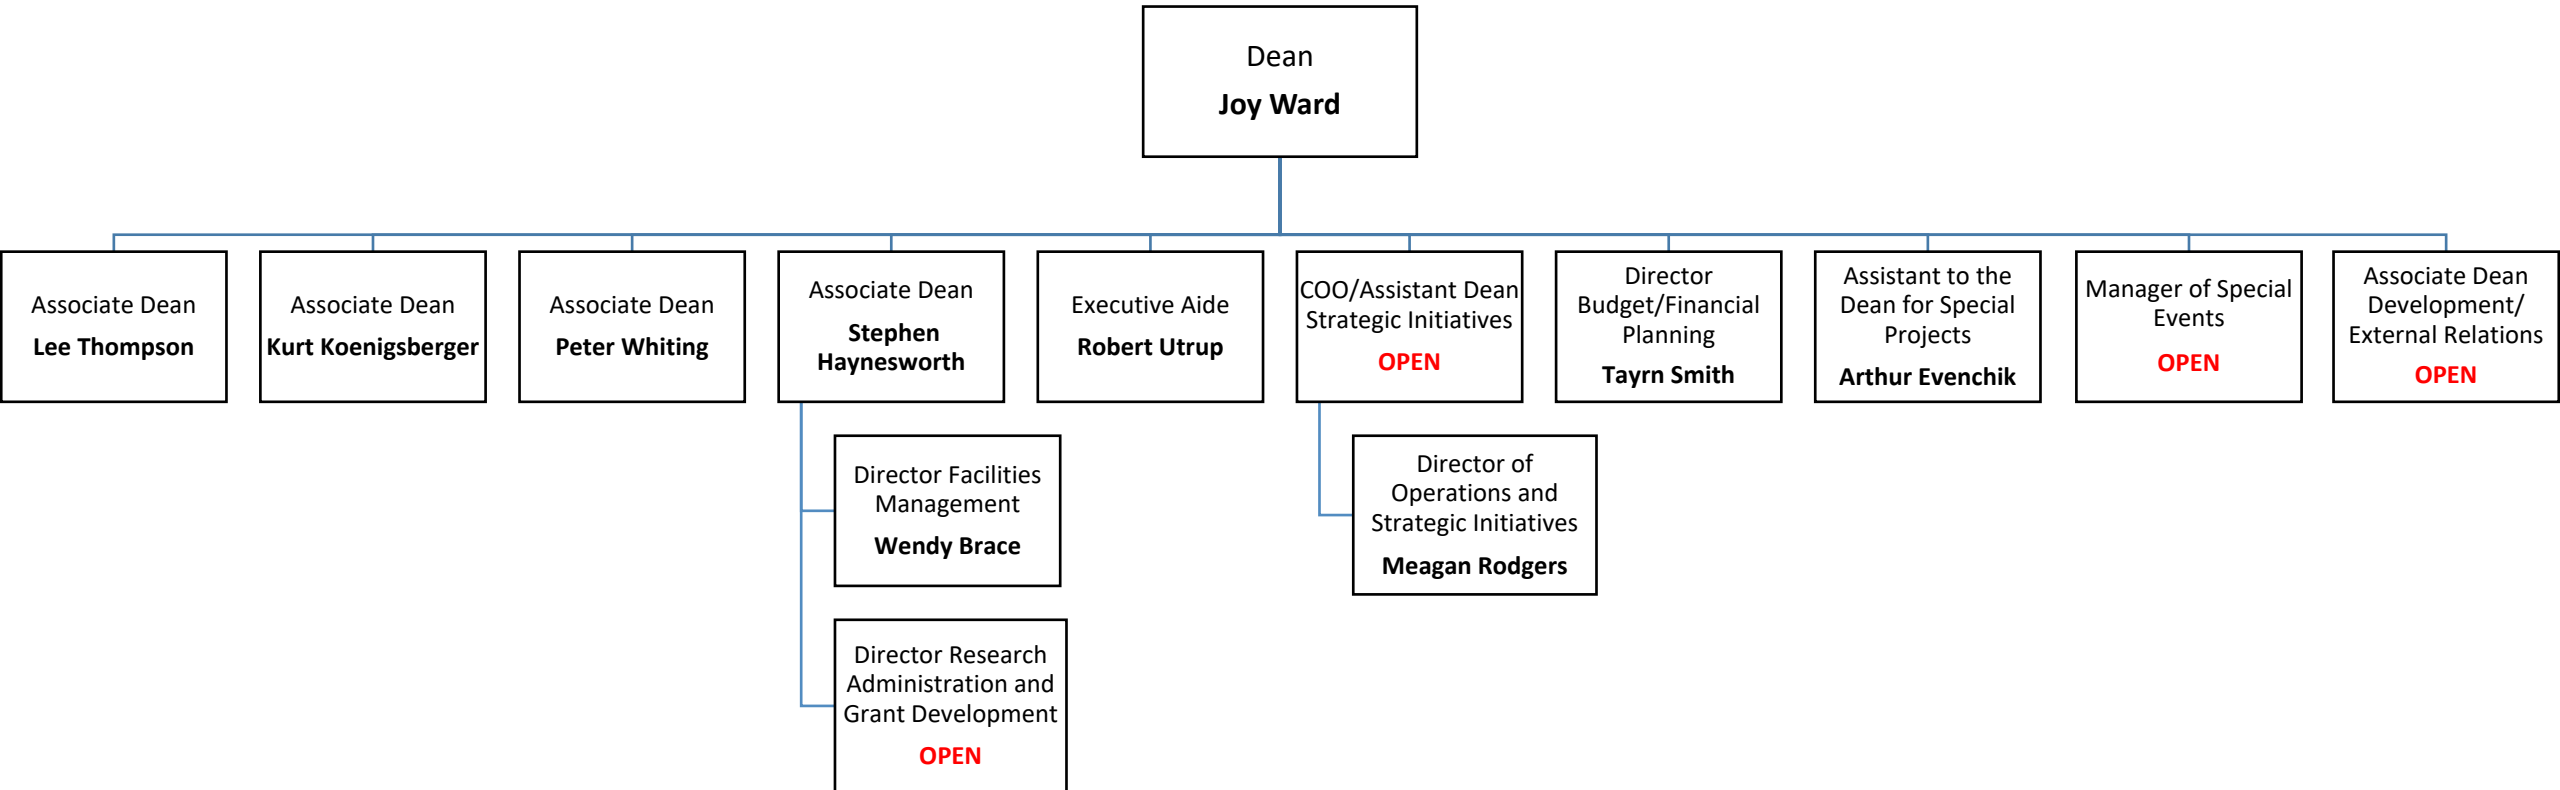 Dean
Joy Ward
Associate Dean
Lee Thompson
Associate Dean
Kurt Koenigsberger
Associate Dean
Peter Whiting
Associate Dean
Stephen
Haynesworth
Executive Aide
Robert Utrup
COO/Assistant Dean
Strategic Initiatives
OPEN
Director
Budget/Financial
Planning
Tayrn Smith
Assistant to the
Dean for Special
Projects
Arthur Evenchik
Manager of Special
Events
OPEN
Associate Dean
Development/
External Relations
OPEN
Director Facilities
Management
Wendy Brace
Director of
Operations and
Strategic Initiatives
Meagan Rodgers
Director Research
Administration and
Grant Development
OPEN